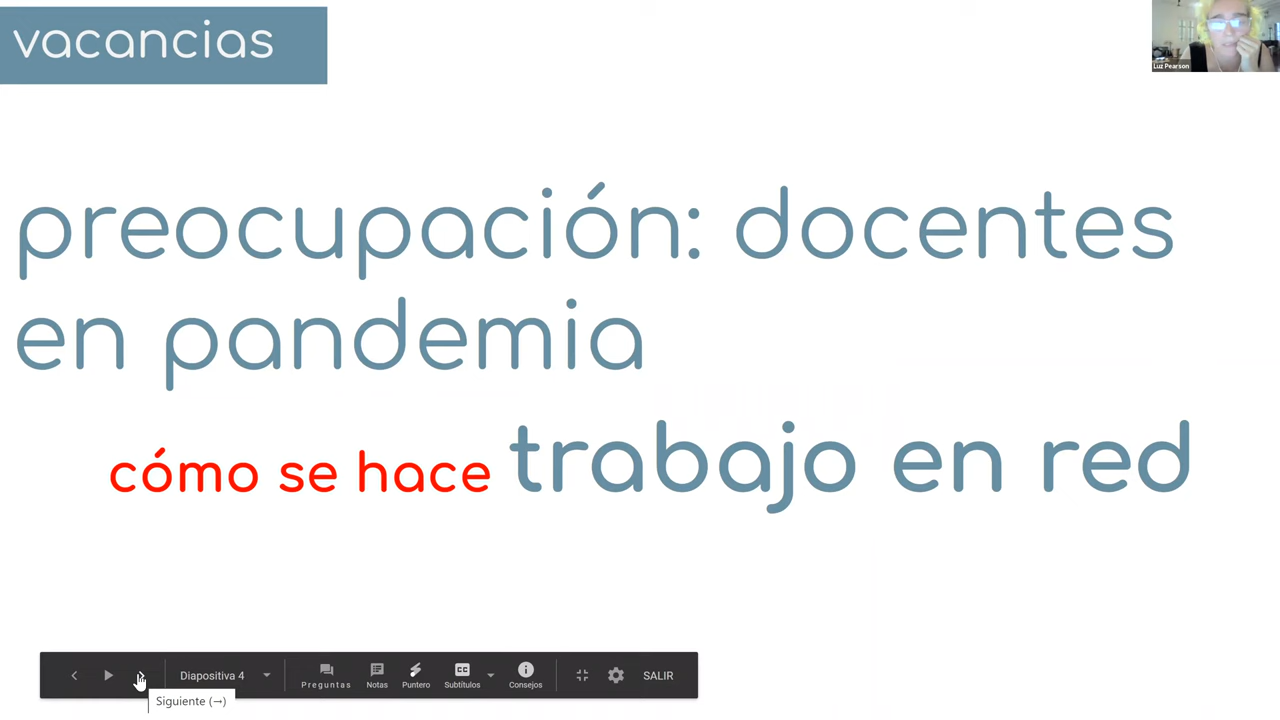 vacancias
Luz Pearson
preocupación: docentes
en pandemia
cómo se hace trabajo en red
Diapositiva 4
Preguntas
Notas
Puntero
CC
Subtítulos
Consejos
SALIR
Siguiente (→)